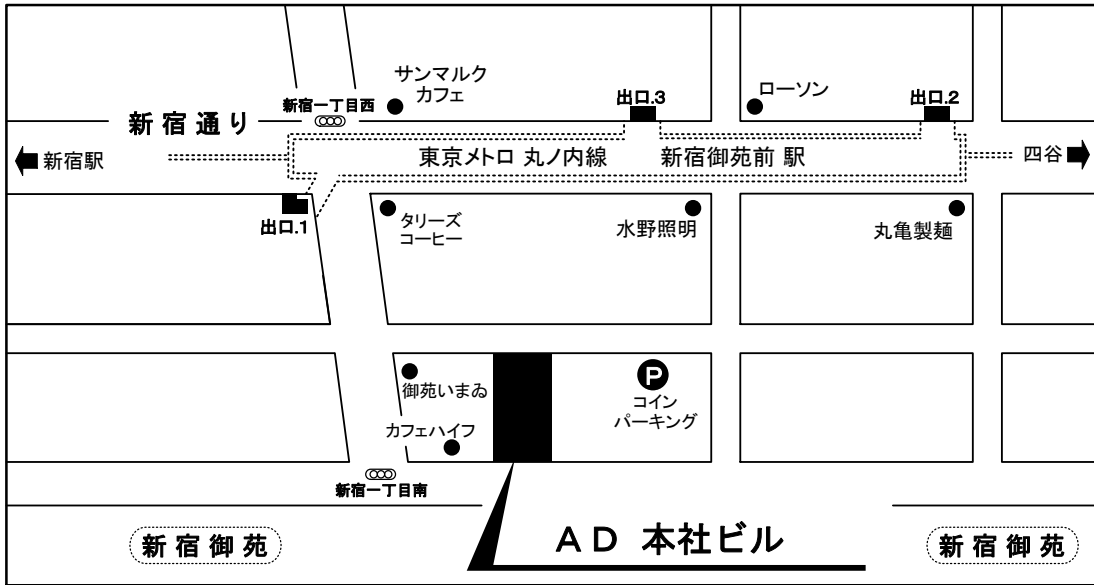 サンマルク
カフェ
新宿一丁目西
出口.3
ローソン
出口.2
新宿通り
新宿駅
東京メトロ 丸ノ内線 新宿御苑前 駅
四谷
出口.1
タリーズ
コーヒー
水野照明
丸亀製麺
御苑いまゐ
P
コイン
パーキング
カフェハイフ
新宿一丁目南
新宿御苑
AD 本社ビル
新宿御苑